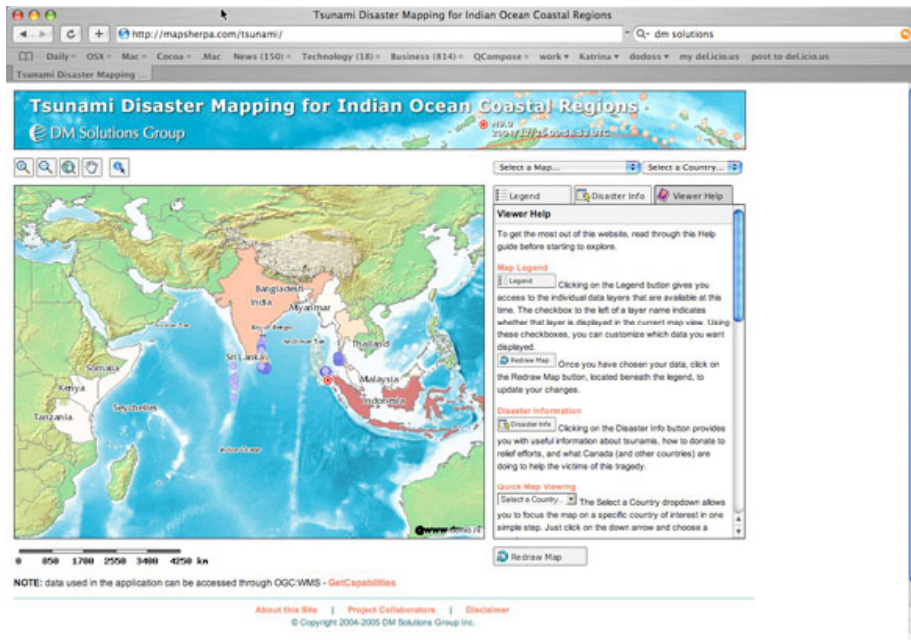 Tsunami Disaster Mapping for Indian Ocean Coastal Regions
http://mapsherpa.com/tsunami/
dm solutions
Daily OSX Mac Cocoa .Mac News (150) Technology (18) Business (814) QCompose work Katrina dodoss my del.icio.us post to del.icio.us
Tsunami Disaster Mapping ...
Tsunami Disaster Mapping for Indian Ocean Coastal Regions
DM Solutions Group
M9.0
2004/12/26 00:58:53 UTC
Select a Map...
Select a Country...
Legend
Disaster Info
Viewer Help
Viewer Help
To get the most out of this website, read through this Help
guide before starting to explore.
Map Legend
Legend Clicking on the Legend button gives you
access to the individual data layers that are available at this
time. The checkbox to the left of a layer name indicates
whether that layer is displayed in the current map view. Using
these checkboxes, you can customize which data you want
displayed.
Redraw Map Once you have chosen your data, click on
the Redraw Map button, located beneath the legend, to
update your changes.
Disaster Information
Disaster Info Clicking on the Disaster Info button provides
you with useful information about tsunamis, how to donate to
relief efforts, and what Canada (and other countries) are
doing to help the victims of this tragedy.
Quick Map Viewing
Select a Country.. The Select a Country dropdown allows
you to focus the map on a specific country of interest in one
simple step. Just click on the down arrow and choose a
Redraw Map
Bangladesh
India
Myanmar
Arabian Sea
Bay of Bengal
Andaman Sea
Thailand
Sri Lanka
Somalia
Malaysia
Kenya
Indonesia
Seychelles
Tanzania
Indian Ocean
©www.demis.nl
0 850 1700 2550 3400 4250 km
NOTE: data used in the application can be accessed through OGC:WMS - GetCapabilities
About this Site | Project Collaborators | Disclaimer
© Copyright 2004-2005 DM Solutions Group Inc.